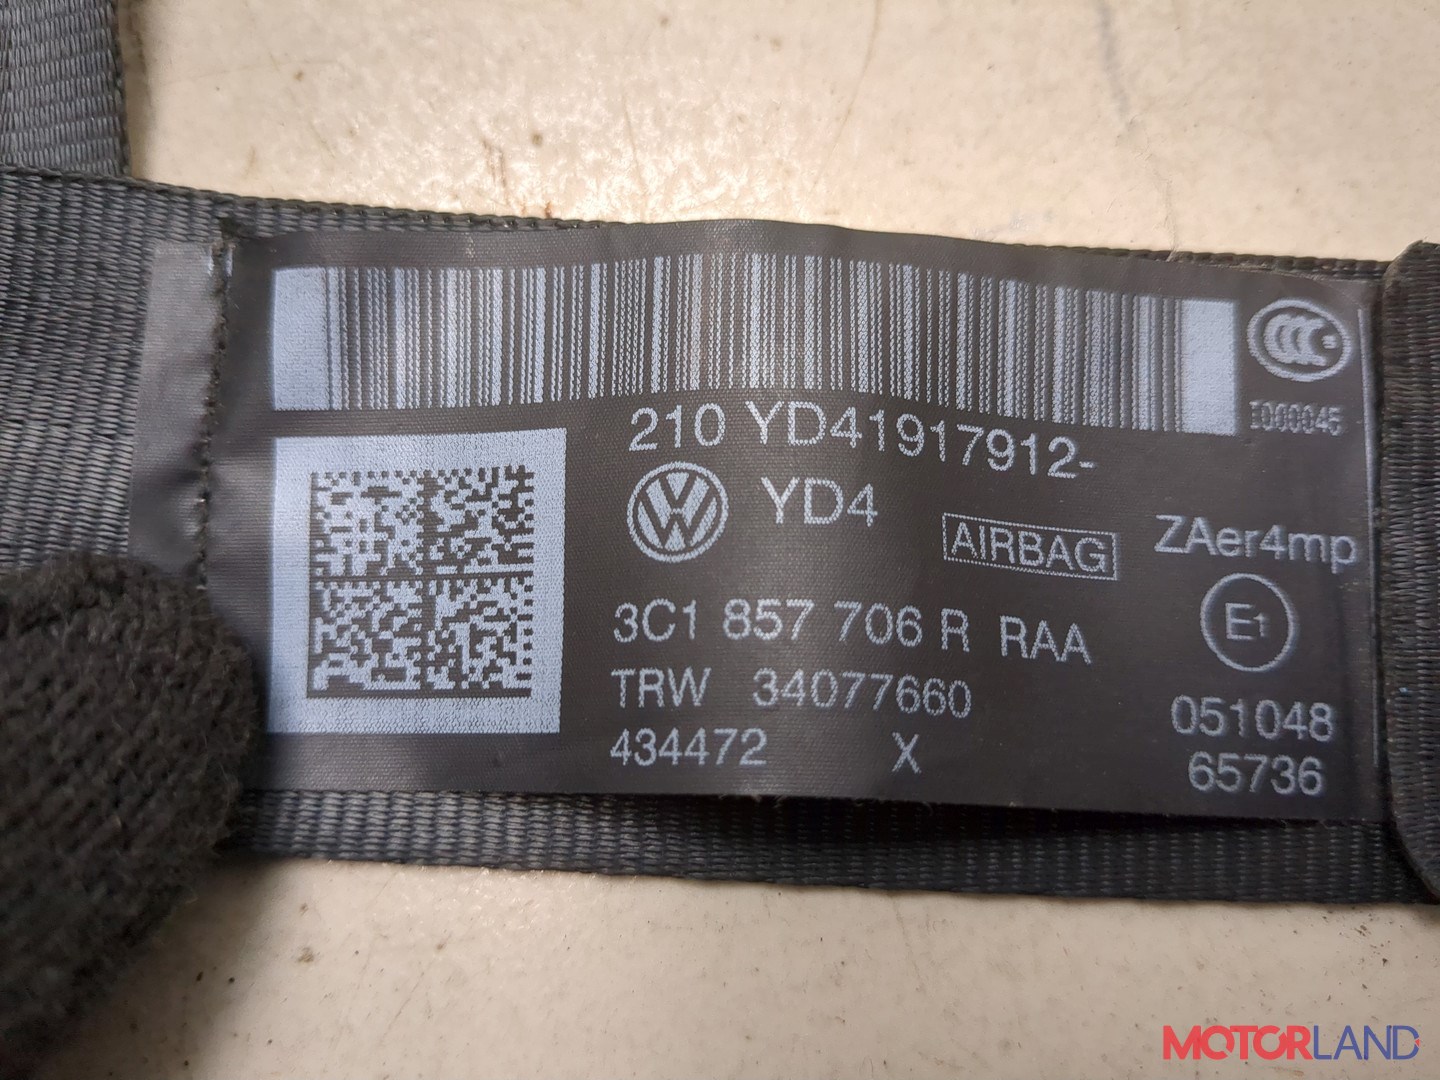 210 YD41917912-
I000045
YD4
AIRBAG
ZAer4mp
3C1 857 706 R RAA
E1
TRW 34077660
051048
434472 X
65736
MOTORLAND